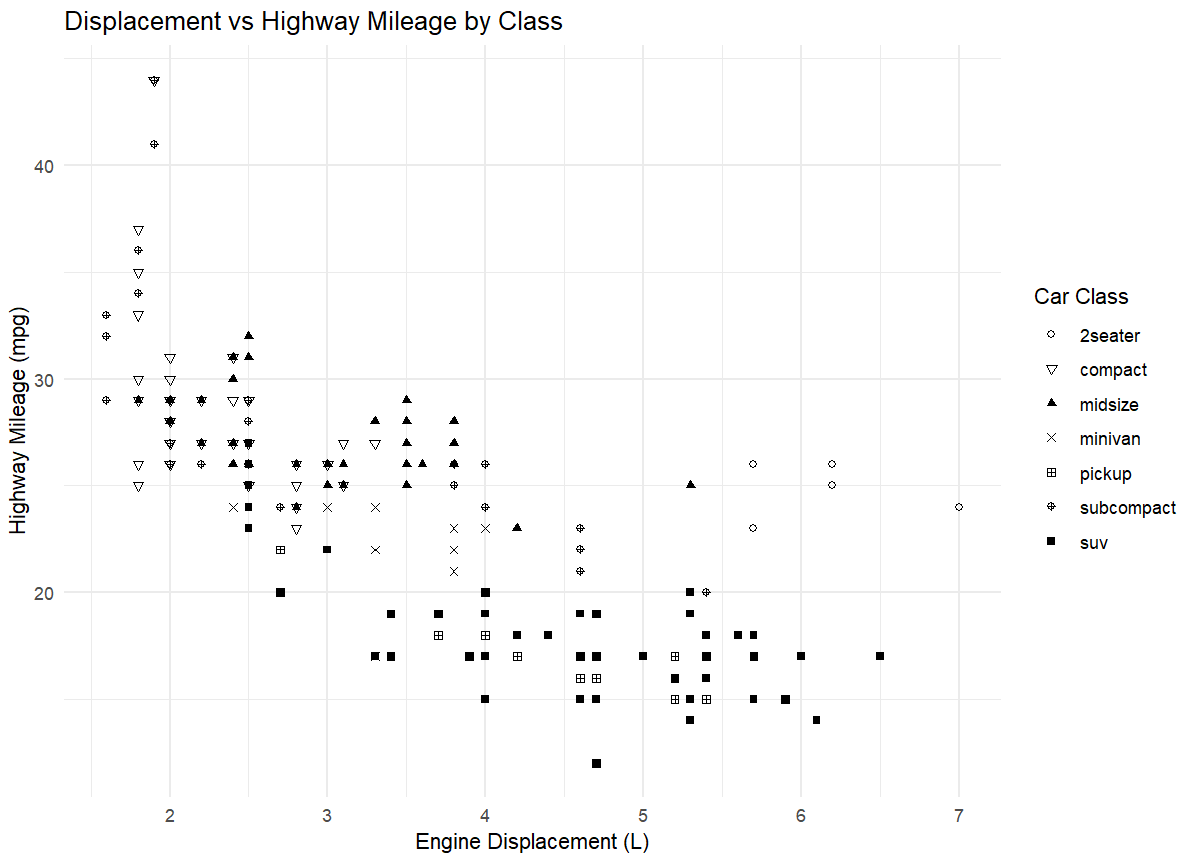 Displacement vs Highway Mileage by Class
Highway Mileage (mpg)
40
30
20
2 3 4 5 6 7
Engine Displacement (L)
Car Class
2seater
compact
midsize
minivan
pickup
subcompact
suv